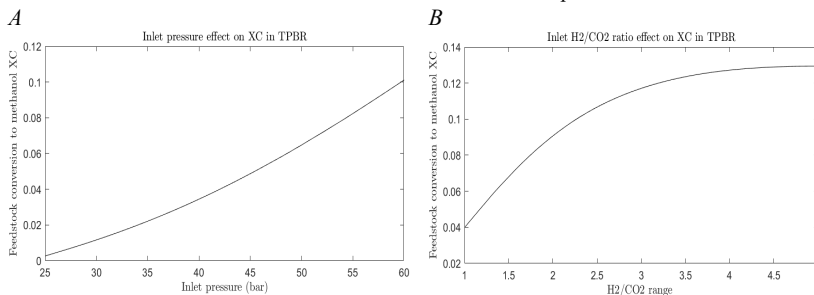 A
Inlet pressure effect on XC in TPBR
Feedstock conversion to methanol XC
0.12
0.1
0.08
0.06
0.04
0.02
0
25 30 35 40 45 50 55 60
Inlet pressure (bar)
B
Inlet H2/CO2 ratio effect on XC in TPBR
Feedstock conversion to methanol XC
0.14
0.12
0.1
0.08
0.06
0.04
0.02
1 1.5 2 2.5 3 3.5 4 4.5
H2/CO2 range